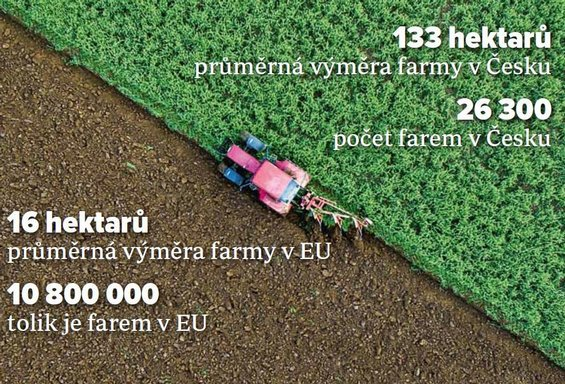 133 hektarů
průměrná výměra farmy v Česku
26 300
počet farem v Česku
16 hektarů
průměrná výměra farmy v EU
10 800 000
tolik je farem v EU